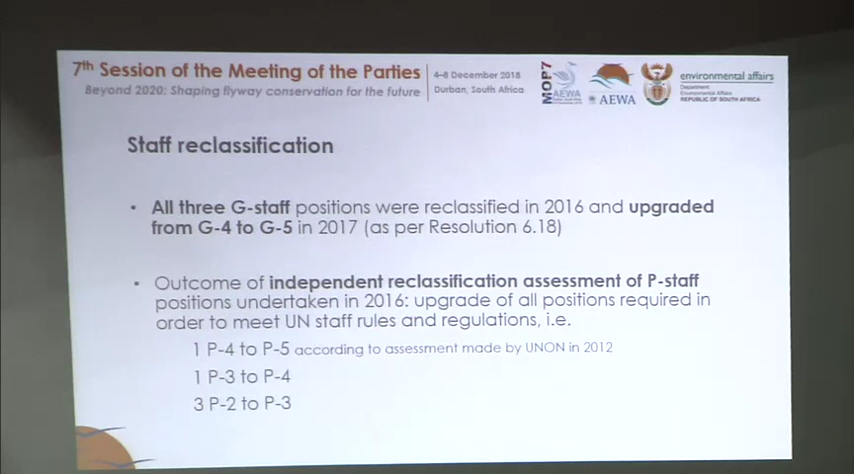 7th Session of the Meeting of the Parties
Beyond 2020: Shaping flyway conservation for the future
4–8 December 2018
Durban, South Africa
MOP7
AEWA
AEWA
environmental affairs
Department:
Environmental Affairs
REPUBLIC OF SOUTH AFRICA
Staff reclassification
• All three G-staff positions were reclassified in 2016 and upgraded
from G-4 to G-5 in 2017 (as per Resolution 6.18)
• Outcome of independent reclassification assessment of P-staff
positions undertaken in 2016: upgrade of all positions required in
order to meet UN staff rules and regulations, i.e.
1 P-4 to P-5 according to assessment made by UNON in 2012
1 P-3 to P-4
3 P-2 to P-3